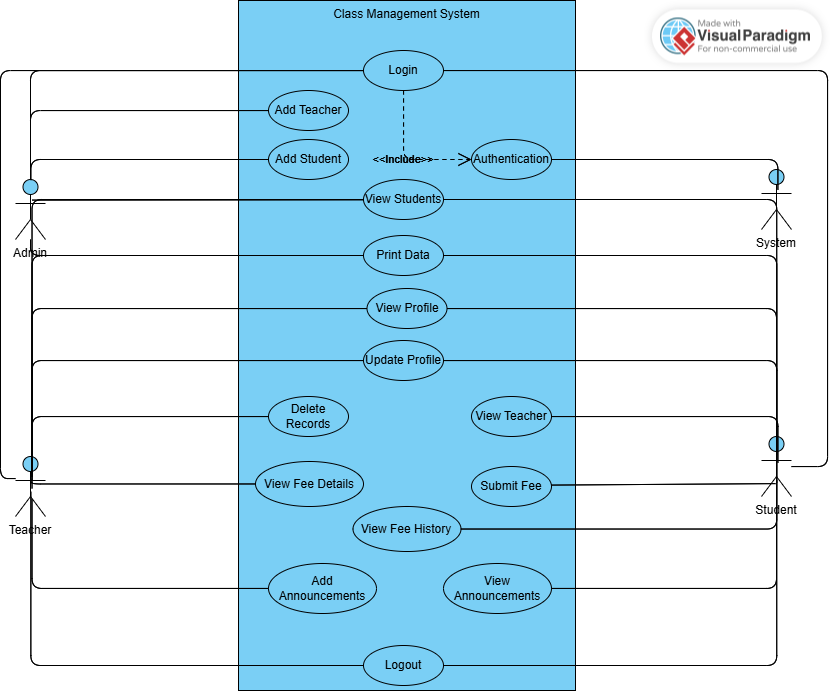 Class Management System
Made with
VisualParadigm
For non-commercial use
Login
Add Teacher
Add Student
<<Include>>
Authentication
View Students
Admin
System
Print Data
View Profile
Update Profile
Delete
Records
View Teacher
View Fee Details
Submit Fee
Teacher
Student
View Fee History
Add
Announcements
View
Announcements
Logout